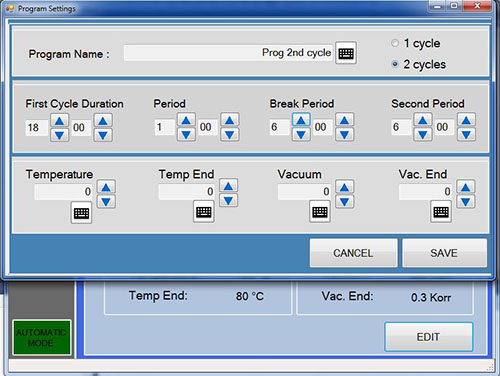 Program Settings
Program Name : Prog 2nd cycle
1 cycle
2 cycles
First Cycle Duration Period Break Period Second Period
18 00 1 00 6 00 6 00
Temperature Temp End Vacuum Vac. End
0 0 0 0
CANCEL SAVE
Temp End: 80 °C Vac. End: 0.3 Korr
AUTOMATIC
MODE
EDIT